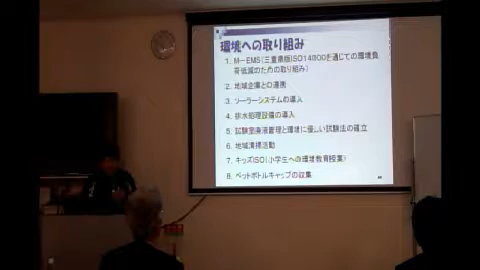 環境への取り組み
1. M-EMS(三重県版ISO14000を通じての環境負
荷低減のための取り組み)
2. 地域企業との連携
3. ソーラーシステムの導入
4. 排水処理設備の導入
5. 試験室廃液管理と環境に優しい試験法の確立
6. 地域清掃活動
7. キッズISO(小学生への環境教育授業)
8. ペットボトルキャップの収集